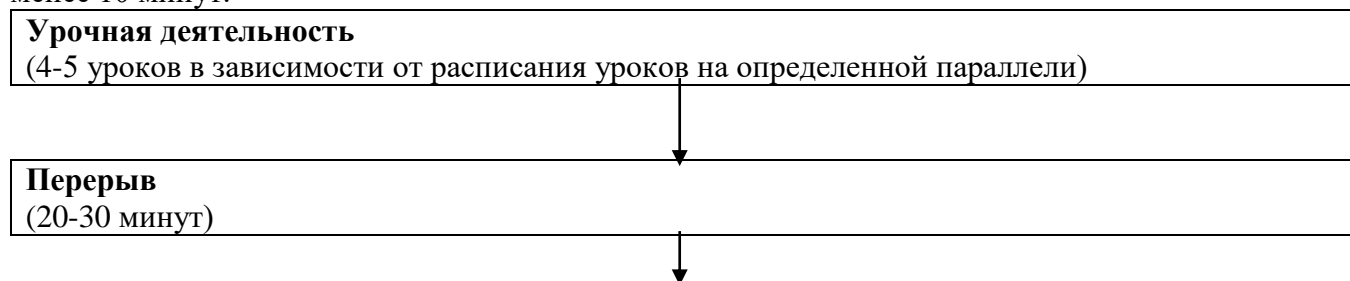 менее 10 минут.
Урочная деятельность
(4-5 уроков в зависимости от расписания уроков на определенной параллели)
Перерыв
(20-30 минут)